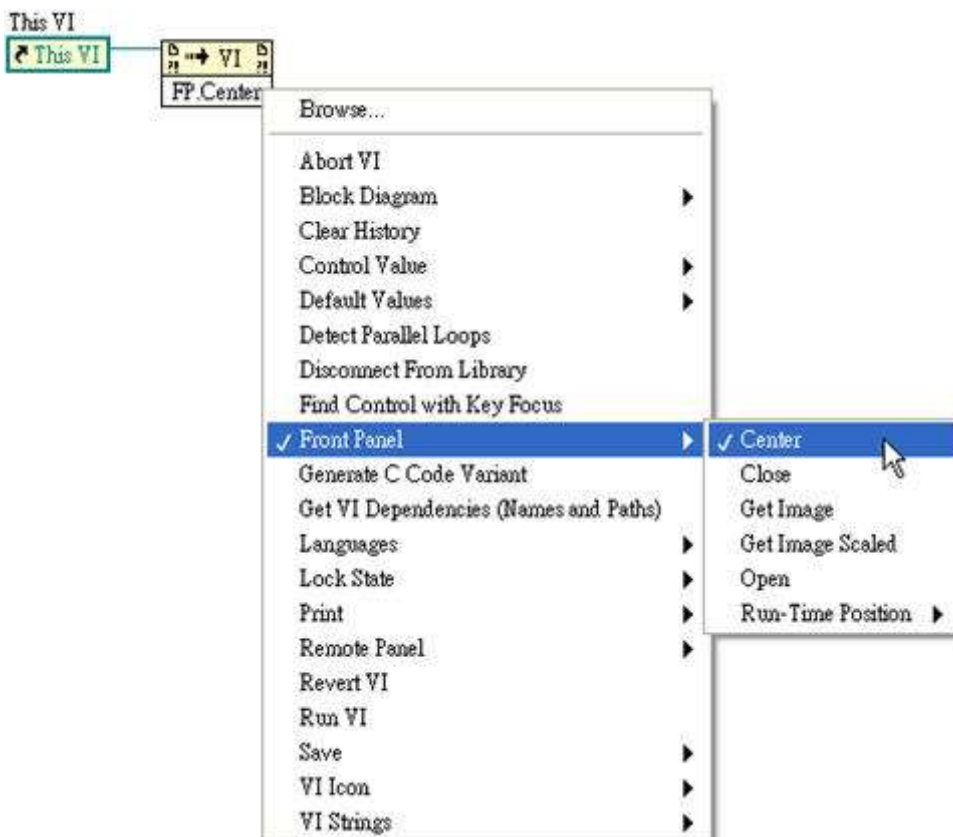 This VI
This VI
VI
FP.Center
Browse...
Abort VI
Block Diagram
Clear History
Control Value
Default Values
Detect Parallel Loops
Disconnect From Library
Find Control with Key Focus
Front Panel
Generate C Code Variant
Get VI Dependencies (Names and Paths)
Languages
Lock State
Print
Remote Panel
Revert VI
Run VI
Save
VI Icon
VI Strings
Center
Close
Get Image
Get Image Scaled
Open
Run-Time Position